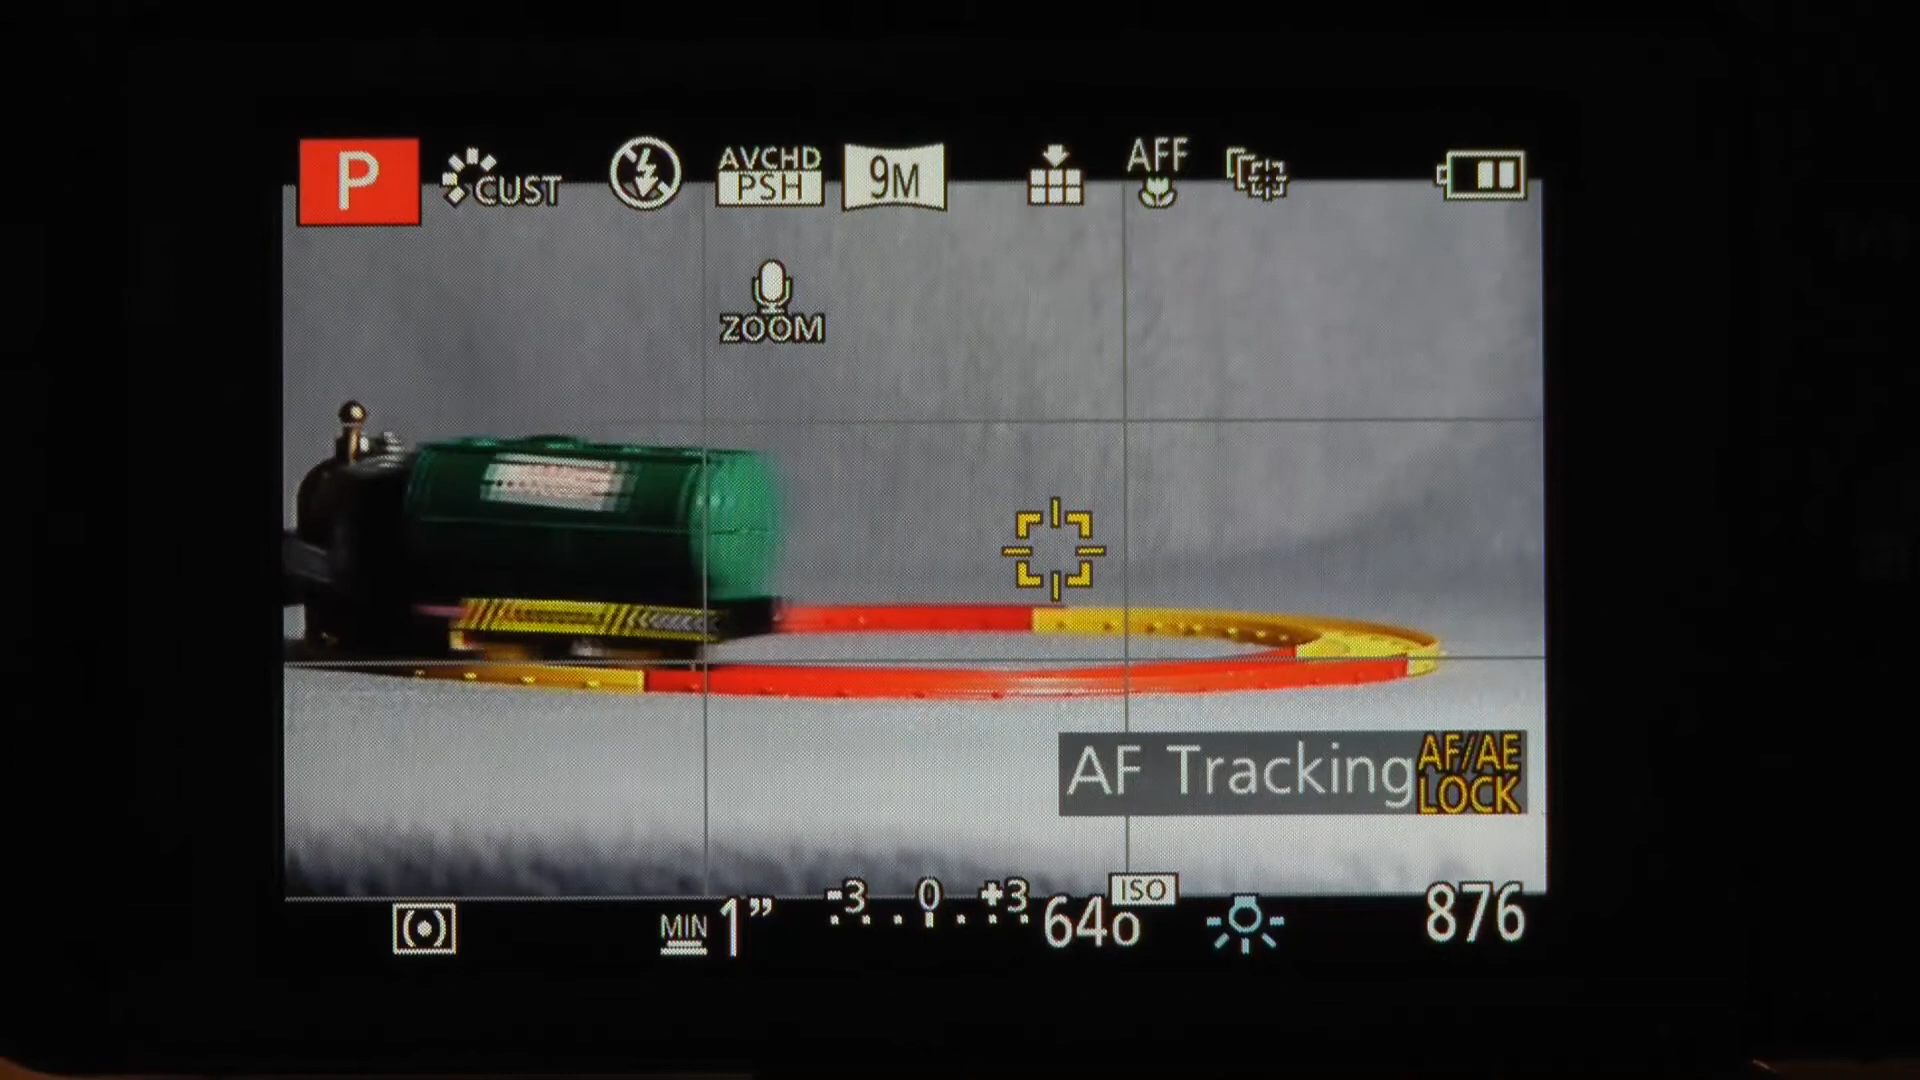 P CUST AVCHD PSH 9M AFF
ZOOM
AF Tracking AF/AE LOCK
MIN 1” -3 0 +3 640 ISO 876